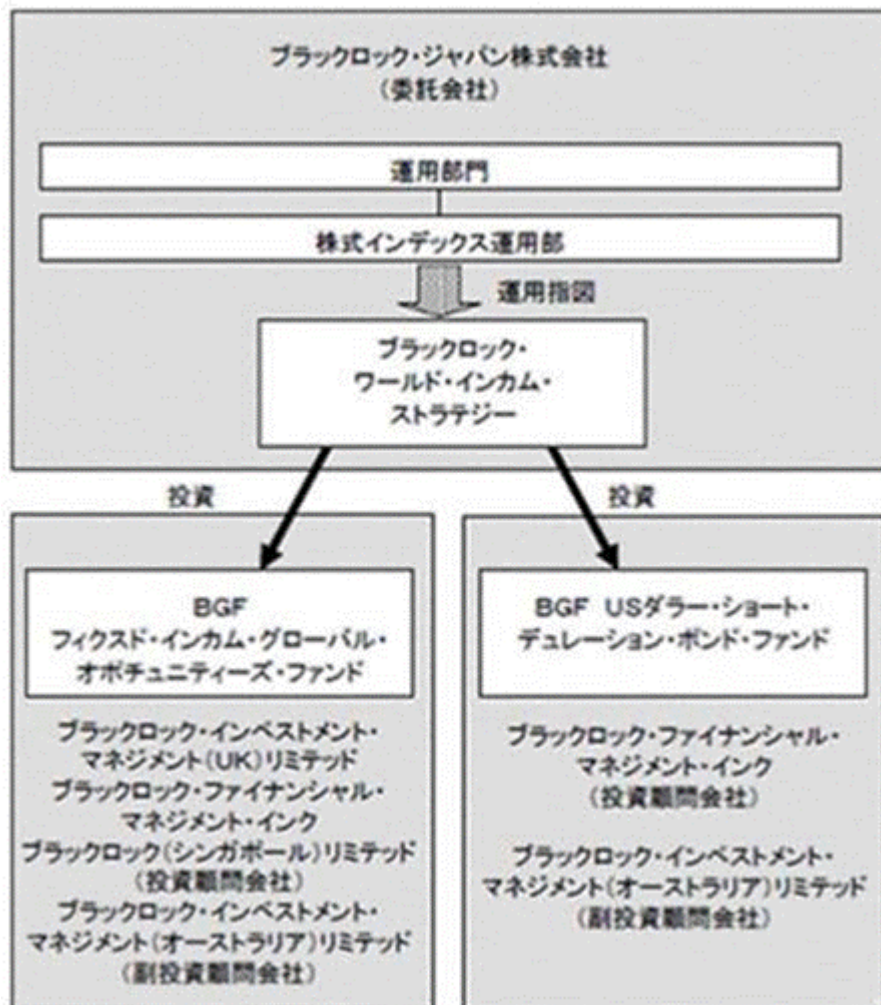 ブラックロック・ジャパン株式会社
(委託会社)
運用部門
株式インデックス運用部
運用指図
ブラックロック・
ワールド・インカム・
ストラテジー
投資
投資
BGF
フィクスド・インカム・グローバル・
オポチュニティーズ・ファンド
ブラックロック・インベストメント・
マネジメント(UK)リミテッド
ブラックロック・ファイナンシャル・
マネジメント・インク
ブラックロック(シンガポール)リミテッド
(投資顧問会社)
ブラックロック・インベストメント・
マネジメント(オーストラリア)リミテッド
(副投資顧問会社)
BGF USダラー・ショート・
デュレーション・ボンド・ファンド
ブラックロック・ファイナンシャル・
マネジメント・インク
(投資顧問会社)
ブラックロック・インベストメント・
マネジメント(オーストラリア)リミテッド
(副投資顧問会社)